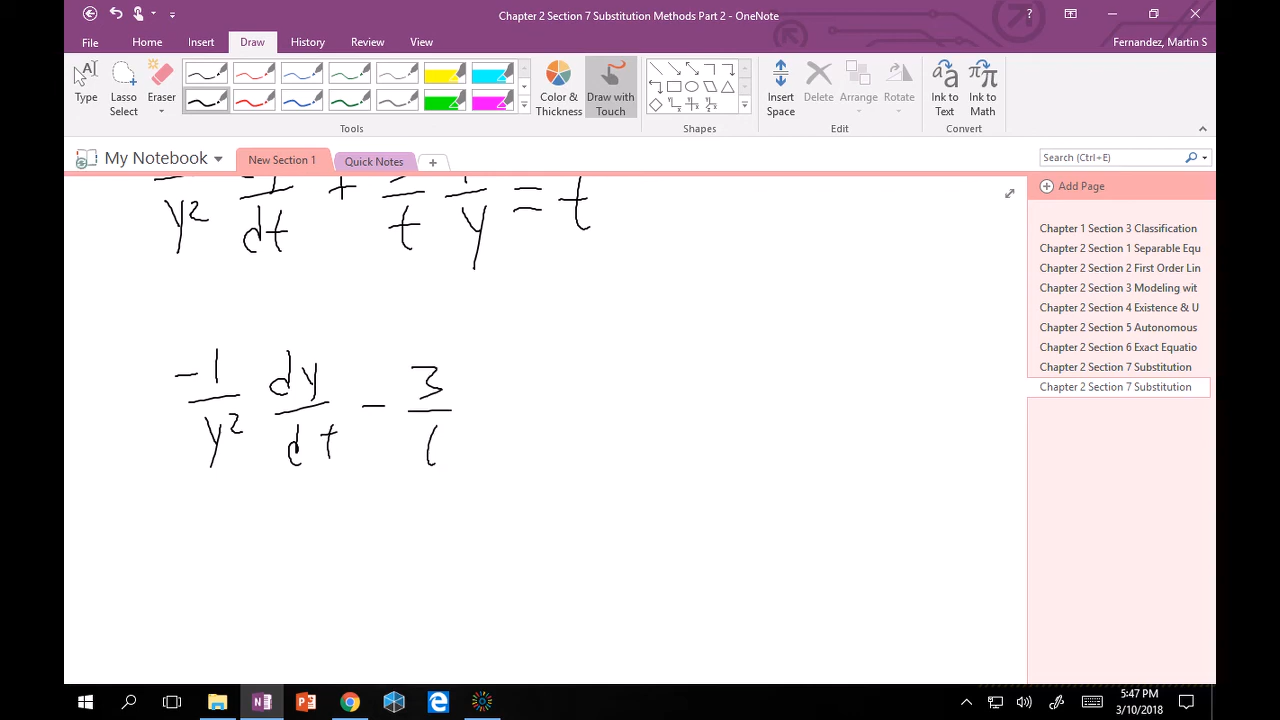 Chapter 2 Section 7 Substitution Methods Part 2 - OneNote
?
Fernandez, Martin S
File Home Insert Draw History Review View
Type
Lasso Select
Eraser
Color & Thickness
Draw with Touch
Insert Space
Delete
Arrange
Rotate
Ink to Text
Ink to Math
Tools
Shapes
Edit
Convert
My Notebook
New Section 1
Quick Notes
+
Search (Ctrl+E)
Add Page
Chapter 1 Section 3 Classification
Chapter 2 Section 1 Separable Equ
Chapter 2 Section 2 First Order Lin
Chapter 2 Section 3 Modeling wit
Chapter 2 Section 4 Existence & U
Chapter 2 Section 5 Autonomous
Chapter 2 Section 6 Exact Equatio
Chapter 2 Section 7 Substitution
Chapter 2 Section 7 Substitution
y² dt + t y = t
-1/y² dy/dt - 3/(
5:47 PM
3/10/2018